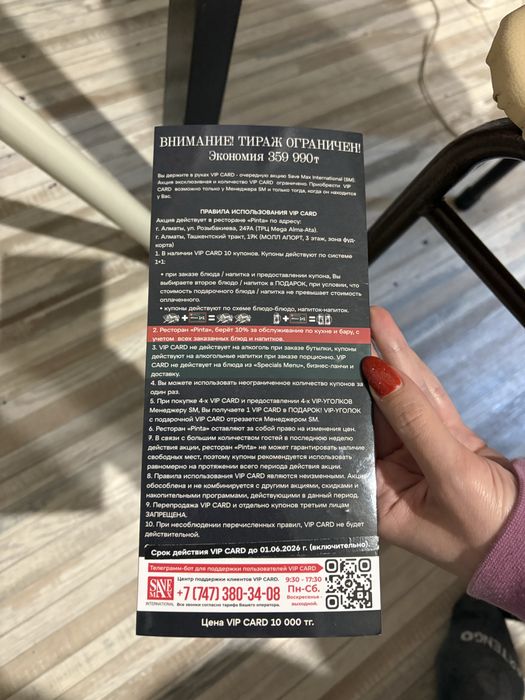 ВНИМАНИЕ! ТИРАЖ ОГРАНИЧЕН!
Экономия 359 990₸
Вы держите в руках VIP CARD - очередную акцию Save Max International (SM).
Акция эксклюзивная и количество VIP CARD ограничено. Приобрести VIP
CARD возможно только у Менеджера SM и только тогда, когда он находится
у Вас.
ПРАВИЛА ИСПОЛЬЗОВАНИЯ VIP CARD
Акция действует в ресторане «Pinta» по адресу:
г. Алматы, ул. Розыбакиева, 247А (ТРЦ Mega Alma-Ata).
г. Алматы, Ташкентский тракт, 17К (МОЛЛ АПОРТ, 3 этаж, зона фуд-
корта)
1. В наличии VIP CARD 10 купонов. Купоны действуют по системе
1+1:
• при заказе блюда / напитка и предоставлении купона, Вы
выбираете второе блюдо / напиток в ПОДАРОК, при условии, что
стоимость подарочного блюда / напитка не превышает стоимость
оплаченного.
• купоны действуют по схеме блюдо-блюдо, напиток-напиток.
2. Ресторан «Pinta», берёт 10% за обслуживание по кухне и бару, с
учетом всех заказанных блюд и напитков.
3. VIP CARD не действует на алкоголь при заказе бутылки, купоны
действуют на алкогольные напитки при заказе порционно. VIP
CARD не действует на блюда из «Specials Menu», бизнес-ланчи и
доставку.
4. Вы можете использовать неограниченное количество купонов за
один раз.
5. При покупке 4-х VIP CARD и предоставлении 4-х VIP-УГОЛКОВ
Менеджеру SM, Вы получаете 1 VIP CARD в ПОДАРОК! VIP-УГОЛОК
с подарочной VIP CARD отрезается Менеджером SM.
6. Ресторан «Pinta» оставляют за собой право на изменения цен.
7. В связи с большим количеством гостей в последнюю неделю
действия акции, ресторан «Pinta» не может гарантировать наличие
свободных мест, поэтому купоны рекомендуется использовать
равномерно на протяжении всего периода действия акции.
8. Правила использования VIP CARD являются неизменными. Акция
обособлена и не комбинируется с другими акциями, скидками и
накопительными программами, действующими в данный период.
9. Перепродажа VIP CARD и отдельно купонов третьим лицам
ЗАПРЕЩЕНА.
10. При несоблюдении перечисленных правил, VIP CARD не будет
действительной.
Срок действия VIP CARD до 01.06.2026 г. (включительно).
Телеграмм-бот для поддержки пользователей VIP CARD
SAVE MAX
INTERNATIONAL
Центр поддержки клиентов VIP CARD.
+7 (747) 380-34-08
Все звонки согласно тарифа Вашего оператора.
9:30 - 17:30
Пн-Сб.
Воскресенье -
выходной.
Цена VIP CARD 10 000 тг.